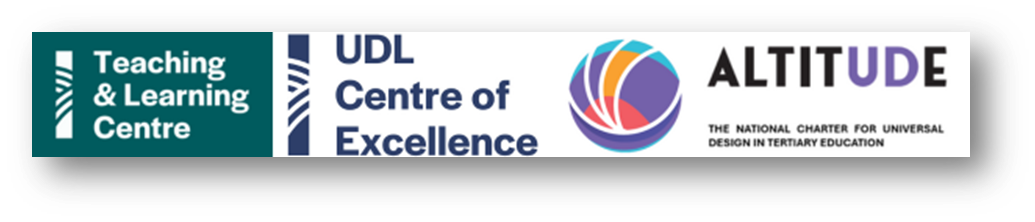 Teaching
& Learning
Centre
UDL
Centre of
Excellence
ALTITUDE
THE NATIONAL CHARTER FOR UNIVERSAL
DESIGN IN TERTIARY EDUCATION